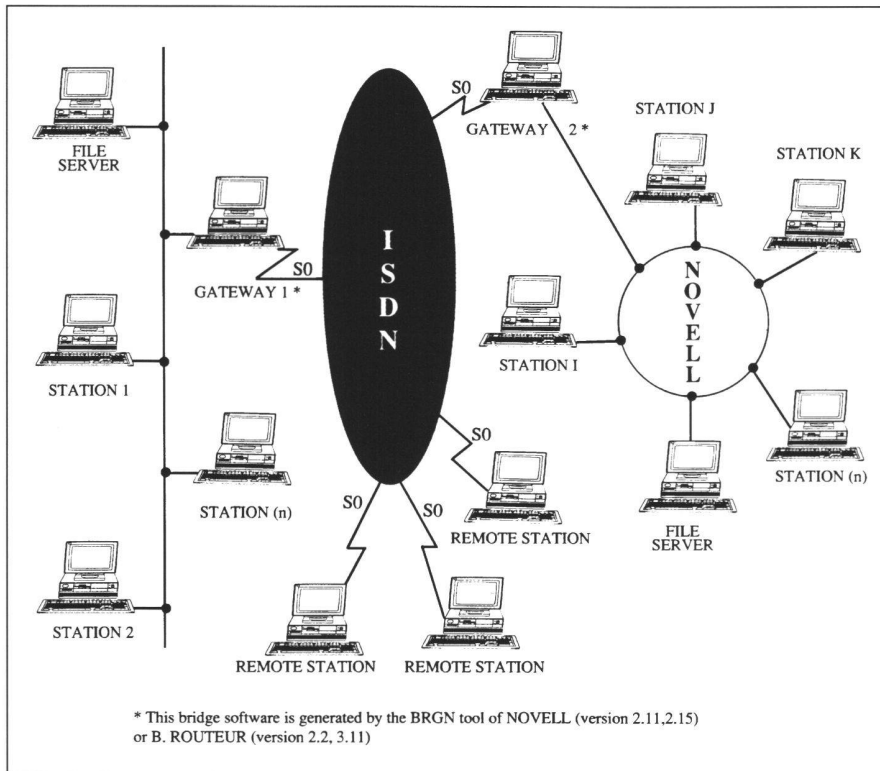 FILE
SERVER
S0
GATEWAY 2 *
STATION J
STATION K
S0
GATEWAY 1 *
ISDN
NOVELL
STATION 1
STATION I
STATION (n)
S0
STATION (n)
FILE
SERVER
S0
S0
REMOTE STATION
STATION 2
REMOTE STATION
REMOTE STATION
* This bridge software is generated by the BRGN tool of NOVELL (version 2.11,2.15)
or B. ROUTEUR (version 2.2, 3.11)